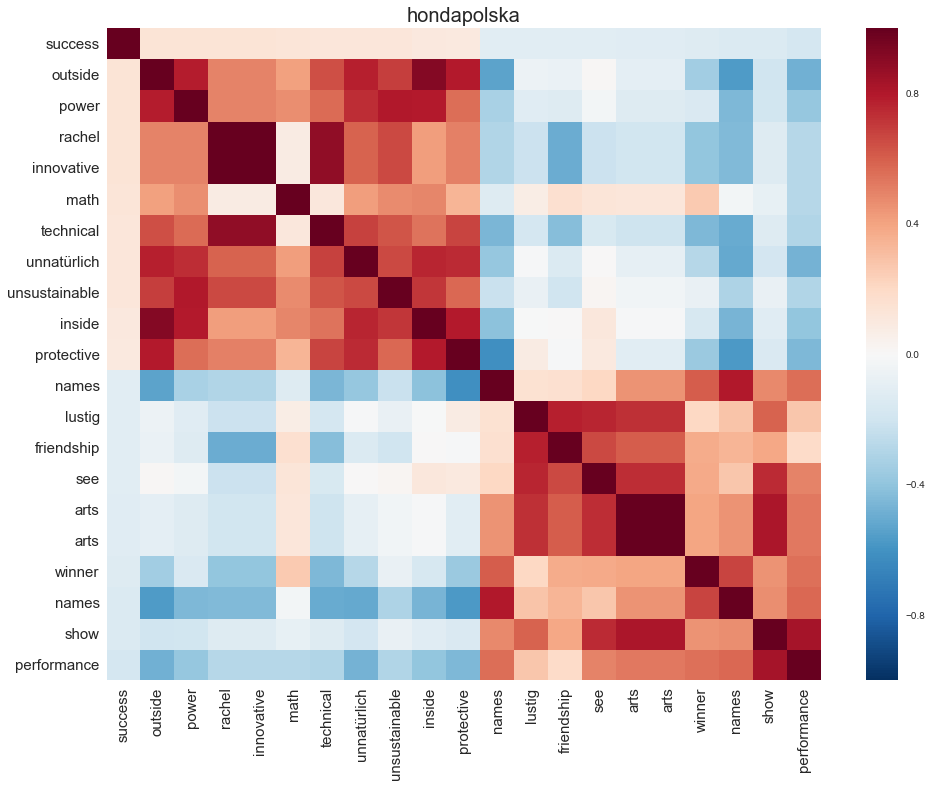 hondapolska
success
outside
power
rachel
innovative
math
technical
unnatürlich
unsustainable
inside
protective
names
lustig
friendship
see
arts
arts
winner
names
show
performance
0.8
0.4
0.0
−0.4
−0.8
success
outside
power
rachel
innovative
math
technical
unnatürlich
unsustainable
inside
protective
names
lustig
friendship
see
arts
arts
winner
names
show
performance